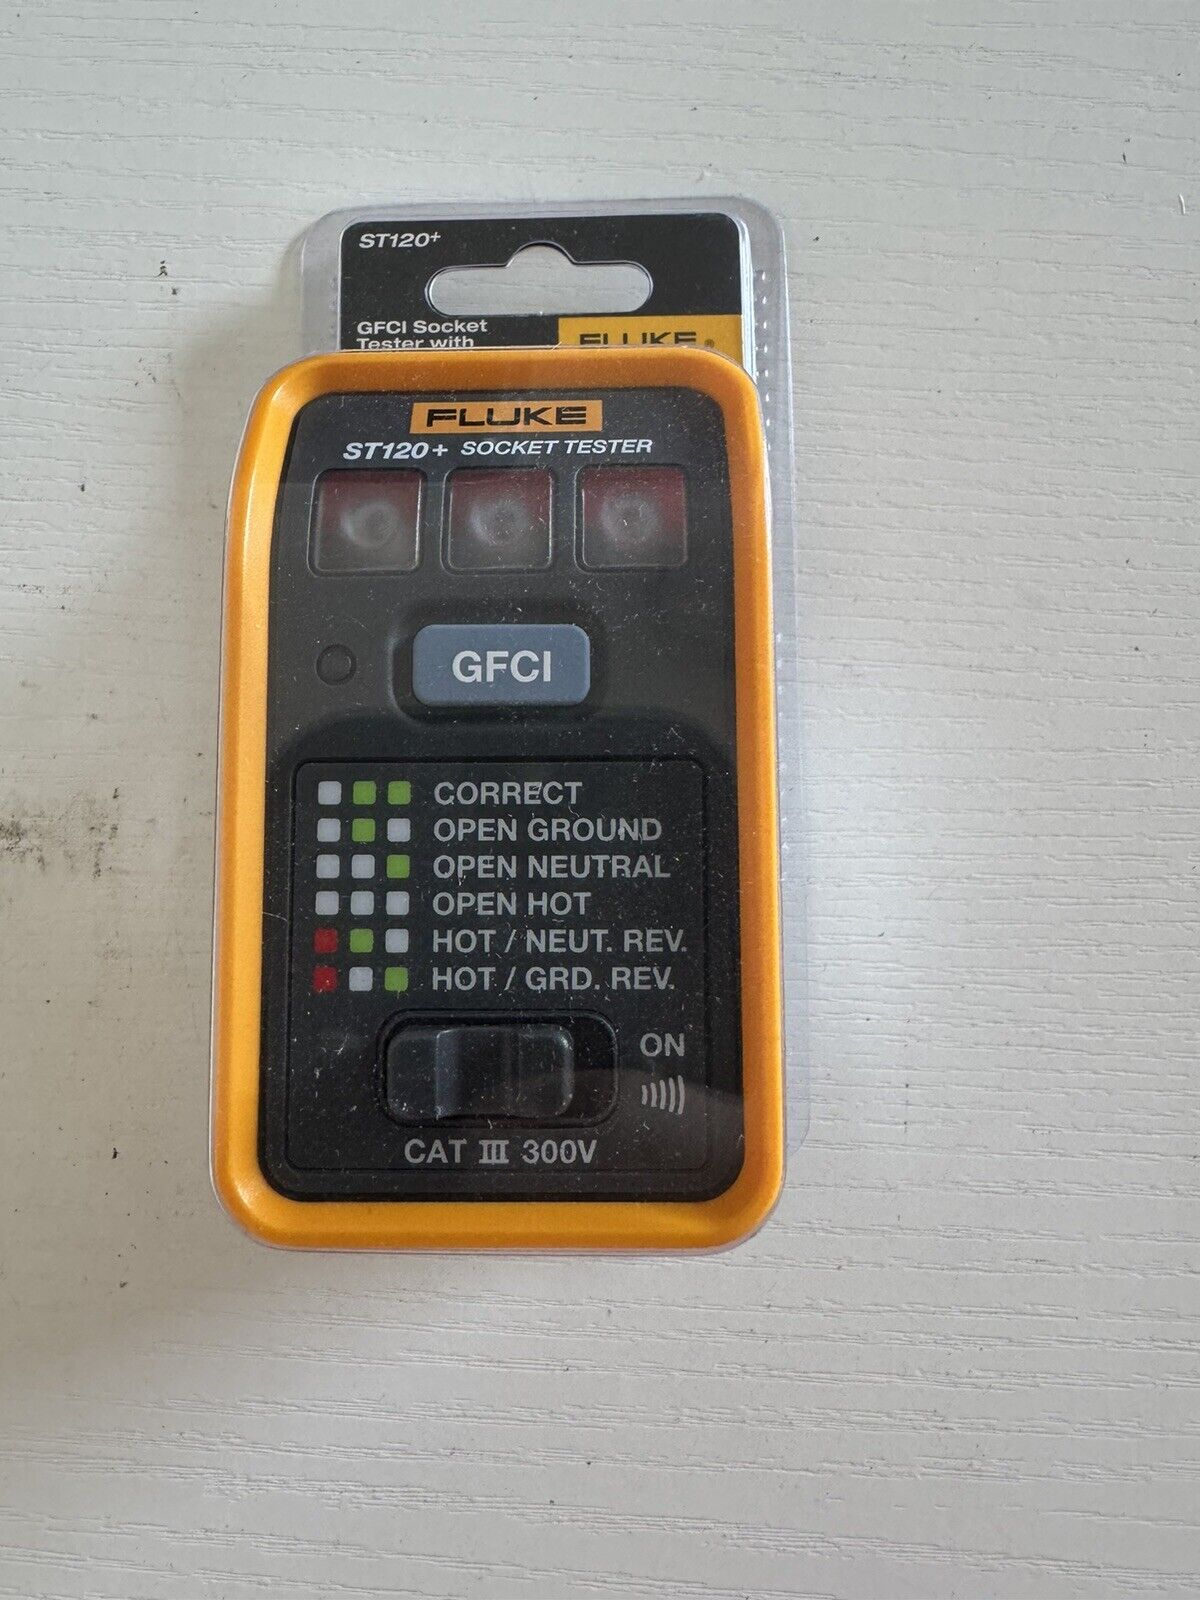 ST120+
GFCI Socket
Tester with
FLUKE®
FLUKE
ST120+ SOCKET TESTER
GFCI
CORRECT
OPEN GROUND
OPEN NEUTRAL
OPEN HOT
HOT / NEUT. REV.
HOT / GRD. REV.
ON
CAT III 300V